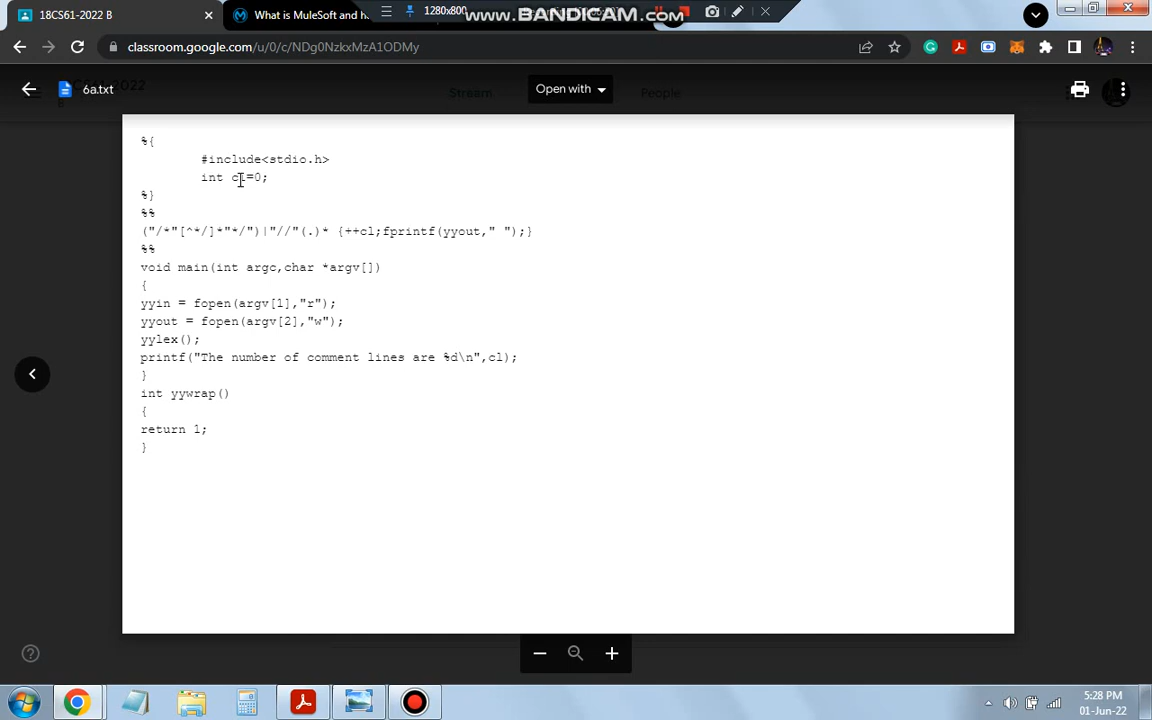 18CS61-2022 B
What is MuleSoft and h
1280x800
www.BANDICAM.com
classroom.google.com/u/0/c/NDg0NzkxMzA1ODMy
6a.txt
Open with
Stream
People
%{
#include<stdio.h>
int cl=0;
%}
%%
("/*"[^*/]*"*/")|"//"(.)* {++cl;fprintf(yyout," ");}
%%
void main(int argc,char *argv[])
{
yyin = fopen(argv[1],"r");
yyout = fopen(argv[2],"w");
yylex();
printf("The number of comment lines are %d\n",cl);
}
int yywrap()
{
return 1;
}
5:28 PM
01-Jun-22